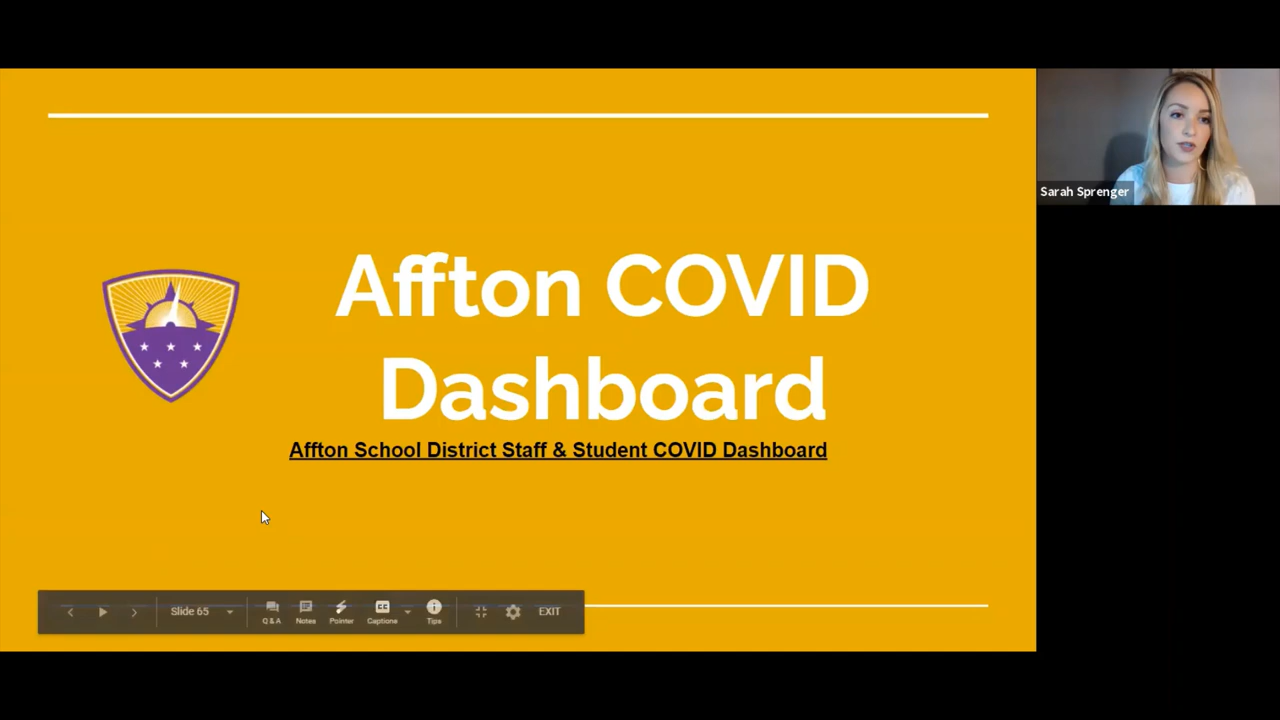 Sarah Sprenger
Affton COVID
Dashboard
Affton School District Staff & Student COVID Dashboard
Slide 65
Q & A
Notes
Pointer
Captions
Tips
EXIT